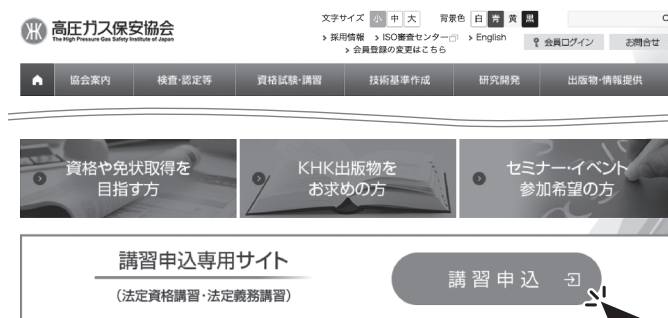 高圧ガス保安協会
The High Pressure Gas Safety Institute of Japan
文字サイズ 小 中 大 背景色 白 青 黄 黒
採用情報 ISO審査センター English
会員登録の変更はこちら
会員ログイン お問合せ
協会案内 検査・認定等 資格試験・講習 技術基準作成 研究開発 出版物・情報提供
資格や免状取得を
目指す方
KHK出版物を
お求めの方
セミナー・イベント
参加希望の方
講習申込専用サイト
(法定資格講習・法定義務講習)
講習申込